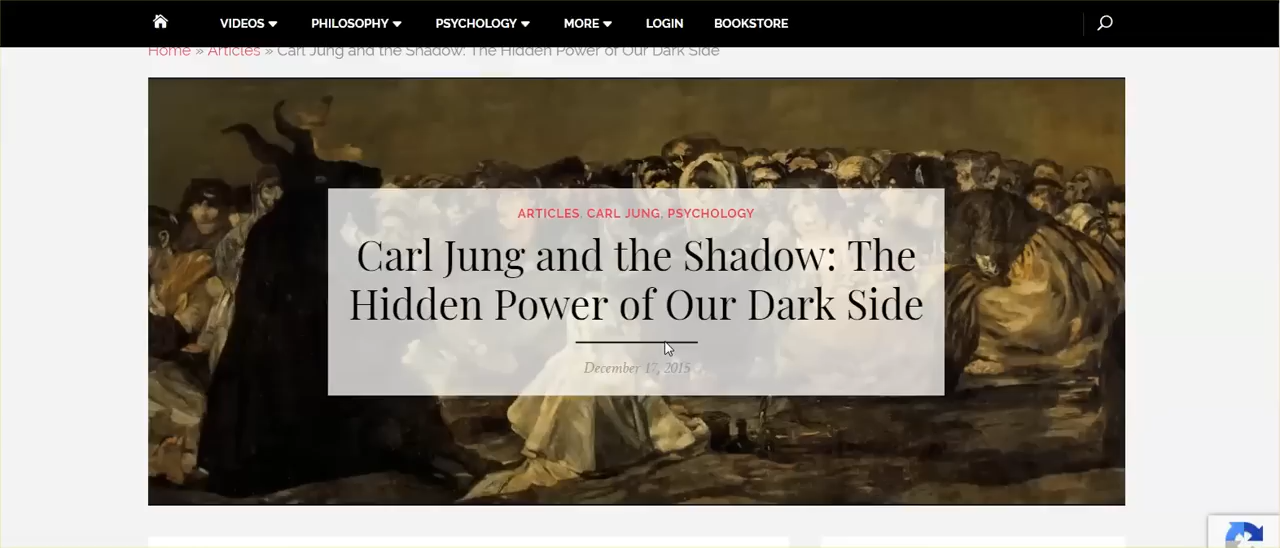 VIDEOS PHILOSOPHY PSYCHOLOGY MORE LOGIN BOOKSTORE
Home » Articles » Carl Jung and the Shadow: The Hidden Power of Our Dark Side
ARTICLES, CARL JUNG, PSYCHOLOGY
Carl Jung and the Shadow: The
Hidden Power of Our Dark Side
December 17, 2015